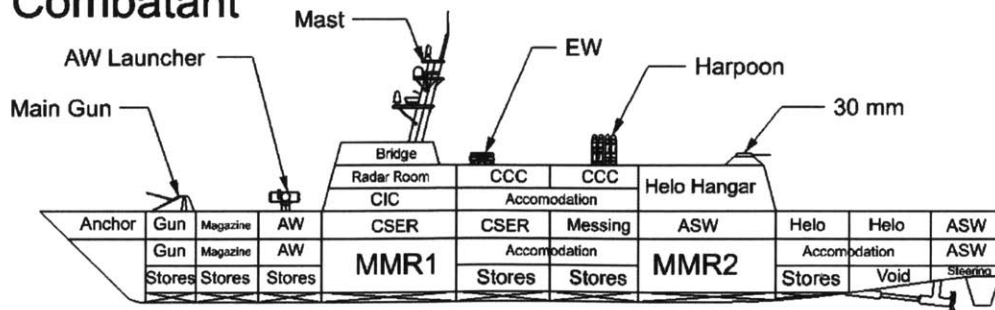 Combatant
Mast
EW
AW Launcher
Harpoon
Main Gun
30 mm
Bridge
Radar Room CCC CCC Helo Hangar
CIC Accomodation
Anchor Gun Magazine AW CSER CSER Messing ASW Helo Helo ASW
Gun Magazine AW MMR1 Accomodation MMR2 Accomodation ASW
Stores Stores Stores Stores Stores Stores Void Steering